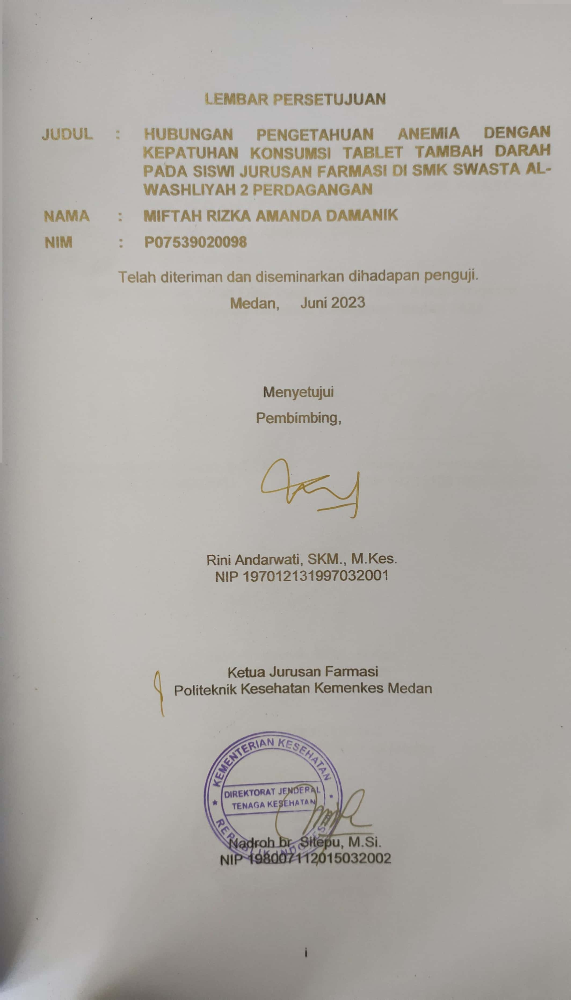 LEMBAR PERSETUJUAN
JUDUL : HUBUNGAN PENGETAHUAN ANEMIA DENGAN
KEPATUHAN KONSUMSI TABLET TAMBAH DARAH
PADA SISWI JURUSAN FARMASI DI SMK SWASTA AL-
WASHLIYAH 2 PERDAGANGAN
NAMA : MIFTAH RIZKA AMANDA DAMANIK
NIM : P07539020098
Telah diteriman dan diseminarkan dihadapan penguji.
Medan, Juni 2023
Menyetujui
Pembimbing,
Rini Andarwati, SKM., M.Kes.
NIP 197012131997032001
Ketua Jurusan Farmasi
Politeknik Kesehatan Kemenkes Medan
KEMENTERIAN KESEHATAN
DIREKTORAT JENDERAL
TENAGA KESEHATAN
REPUBLIK INDONESIA
Nadroh br. Sitepu, M.Si.
NIP 198007112015032002
i